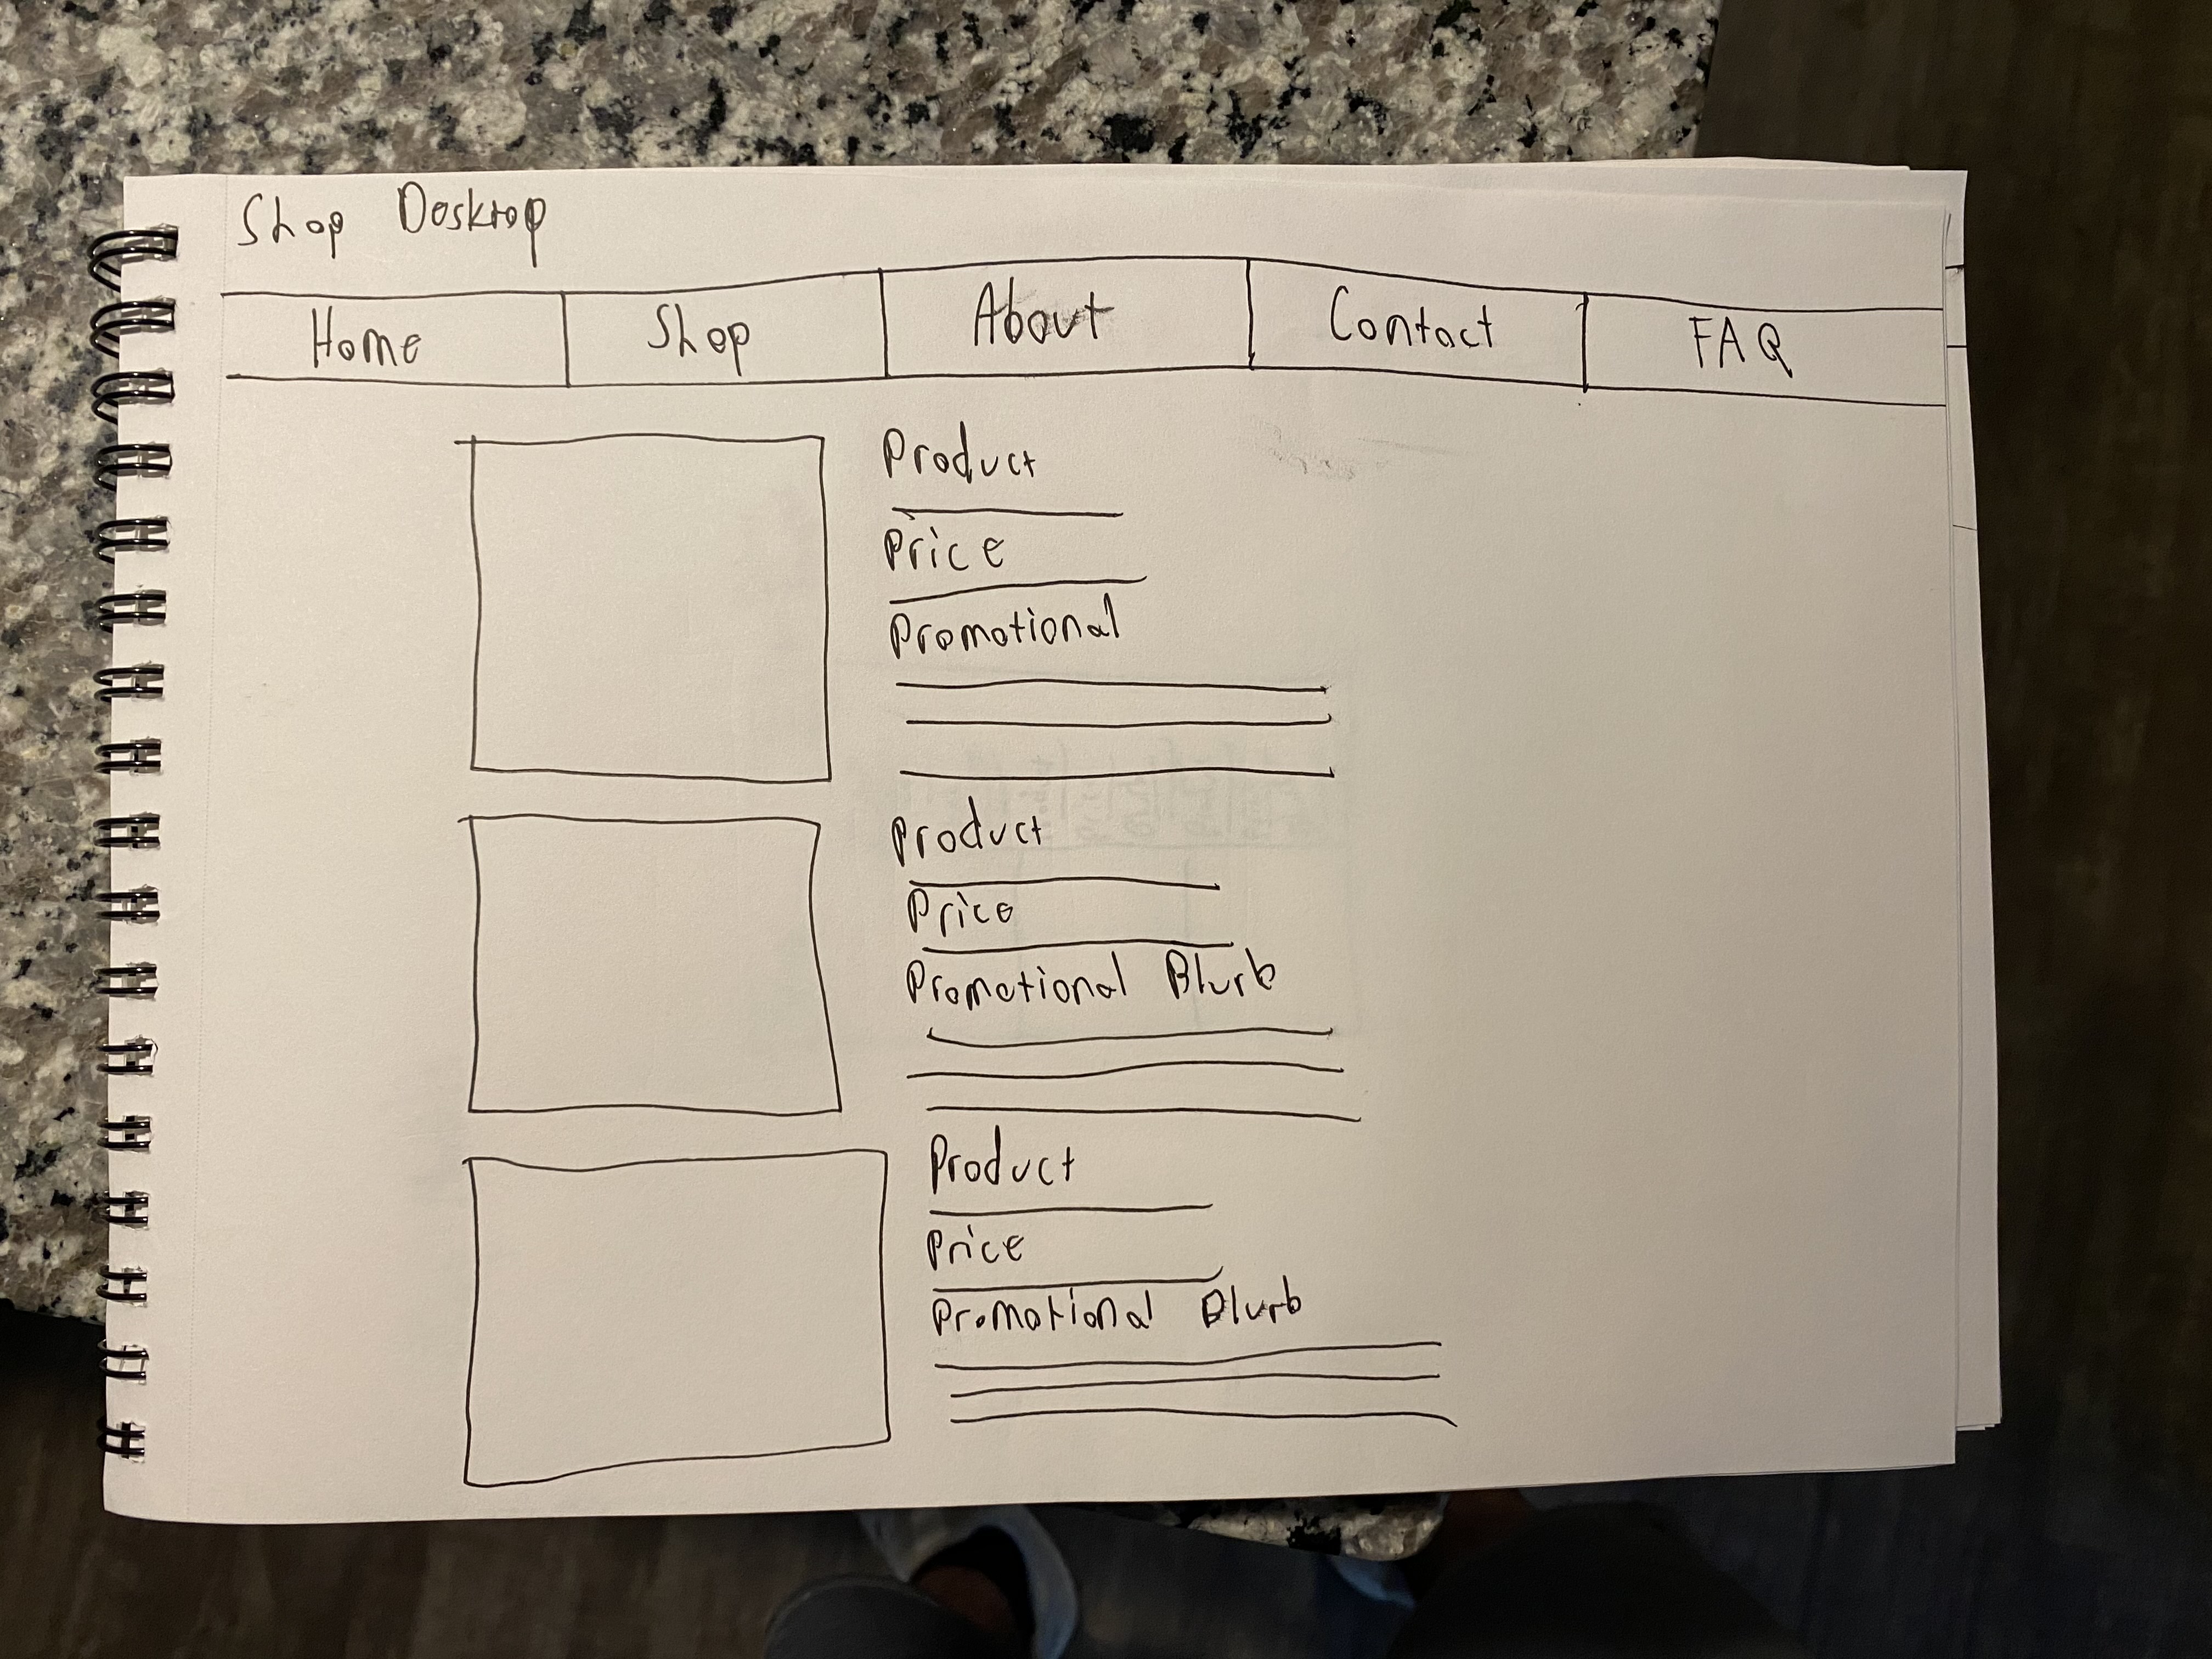 Shop Desktop
Home Shop About Contact FAQ
Product
Price
Promotional
Product
Price
Promotional Blurb
Product
Price
Promotional Blurb